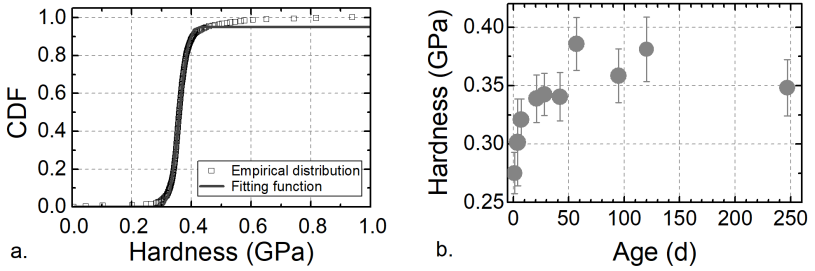 1.0
0.8
0.6
0.4
0.2
0.0
CDF
Empirical distribution
Fitting function
0.0 0.2 0.4 0.6 0.8 1.0
Hardness (GPa)
a.
0.40
0.35
0.30
0.25
Hardness (GPa)
0 50 100 150 200 250
Age (d)
b.